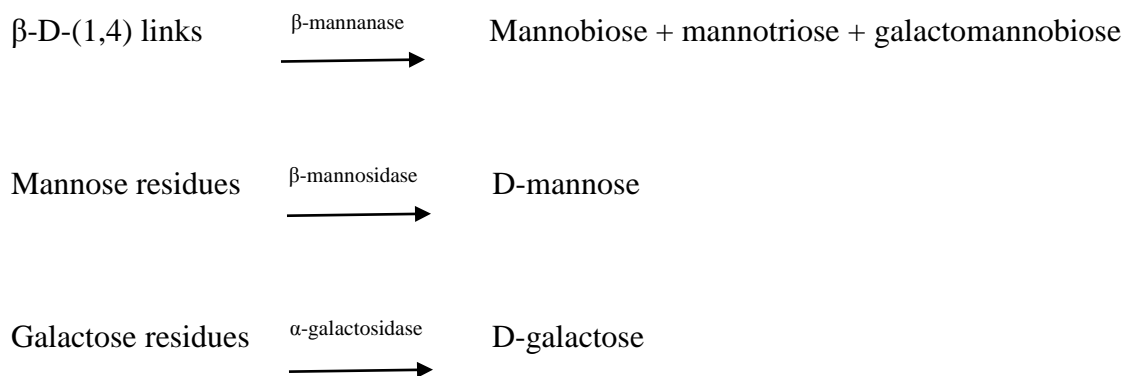 β-D-(1,4) links β-mannanase Mannobiose + mannotriose + galactomannobiose
Mannose residues β-mannosidase D-mannose
Galactose residues α-galactosidase D-galactose